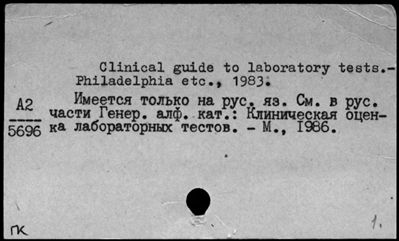 Clinical guide to laboratory tests.-
Philadelphia etc., 1983.
Имеется только на рус. яз. См. в рус.
части Генер. алф. кат.: Клиническая оцен-
ка лабораторных тестов. - М., 1986.
А2
5696
ПК
1.